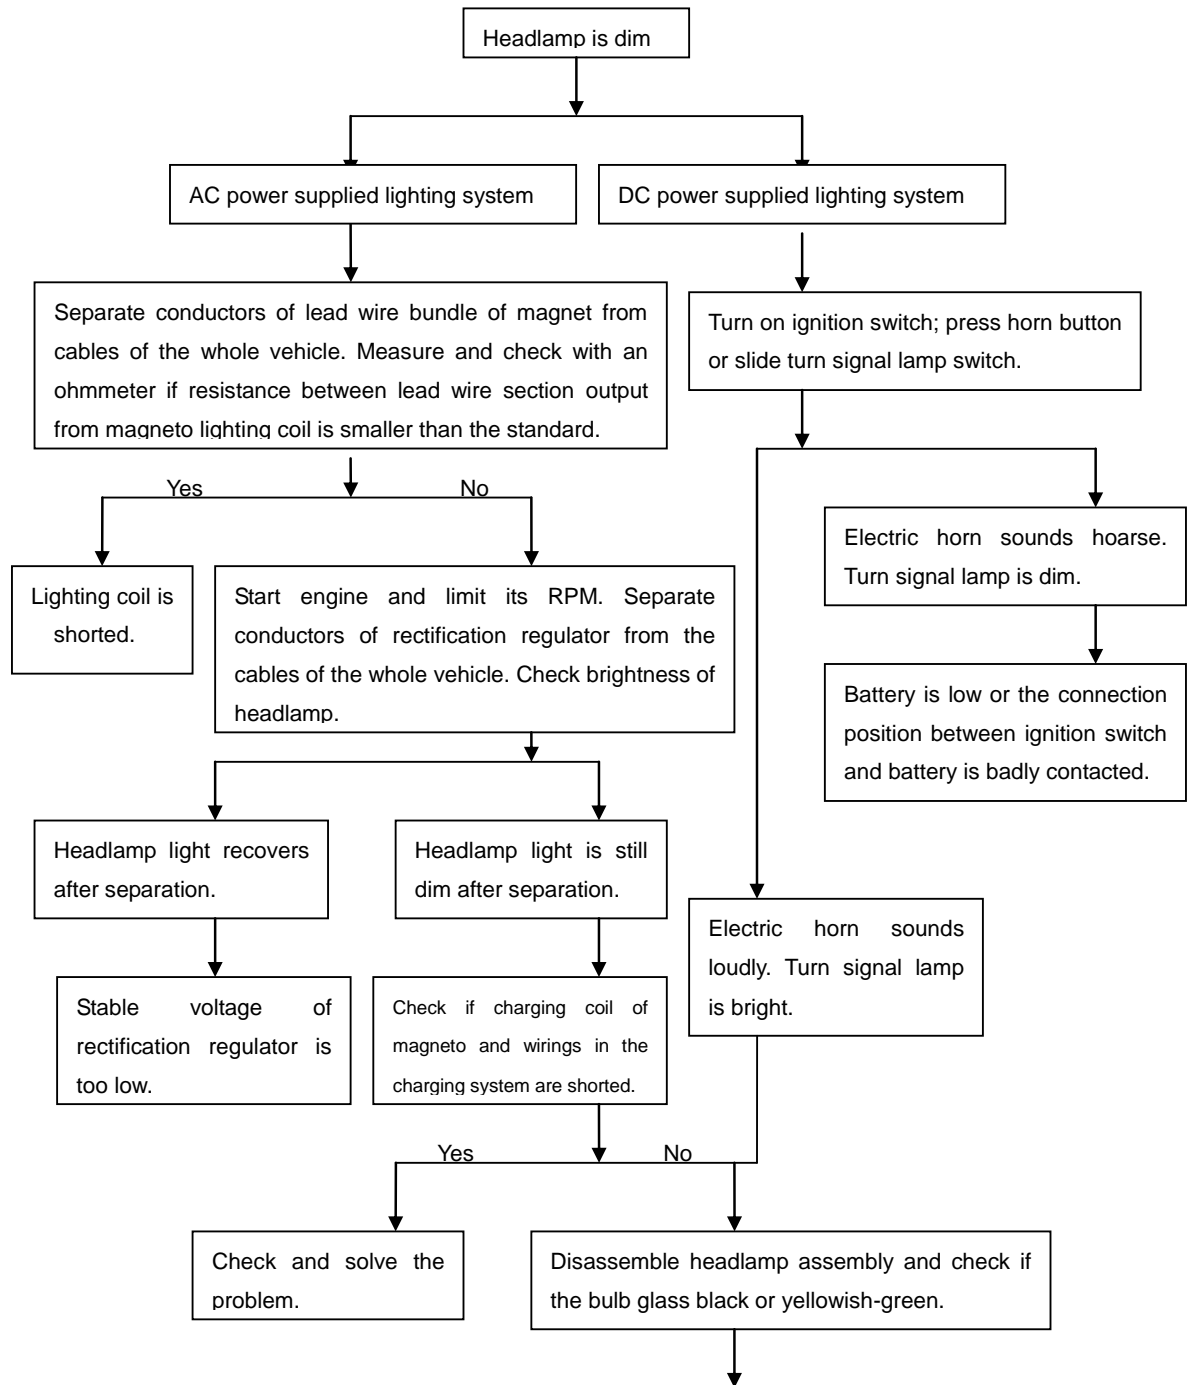 Headlamp is dim
AC power supplied lighting system
DC power supplied lighting system
Separate conductors of lead wire bundle of magnet from
cables of the whole vehicle. Measure and check with an
ohmmeter if resistance between lead wire section output
from magneto lighting coil is smaller than the standard.
Turn on ignition switch; press horn button
or slide turn signal lamp switch.
Yes
No
Lighting coil is
shorted.
Start engine and limit its RPM. Separate
conductors of rectification regulator from the
cables of the whole vehicle. Check brightness of
headlamp.
Electric horn sounds hoarse.
Turn signal lamp is dim.
Battery is low or the connection
position between ignition switch
and battery is badly contacted.
Headlamp light recovers
after separation.
Headlamp light is still
dim after separation.
Electric horn sounds
loudly. Turn signal lamp
is bright.
Stable voltage of
rectification regulator is
too low.
Check if charging coil of
magneto and wirings in the
charging system are shorted.
Yes
No
Check and solve the
problem.
Disassemble headlamp assembly and check if
the bulb glass black or yellowish-green.